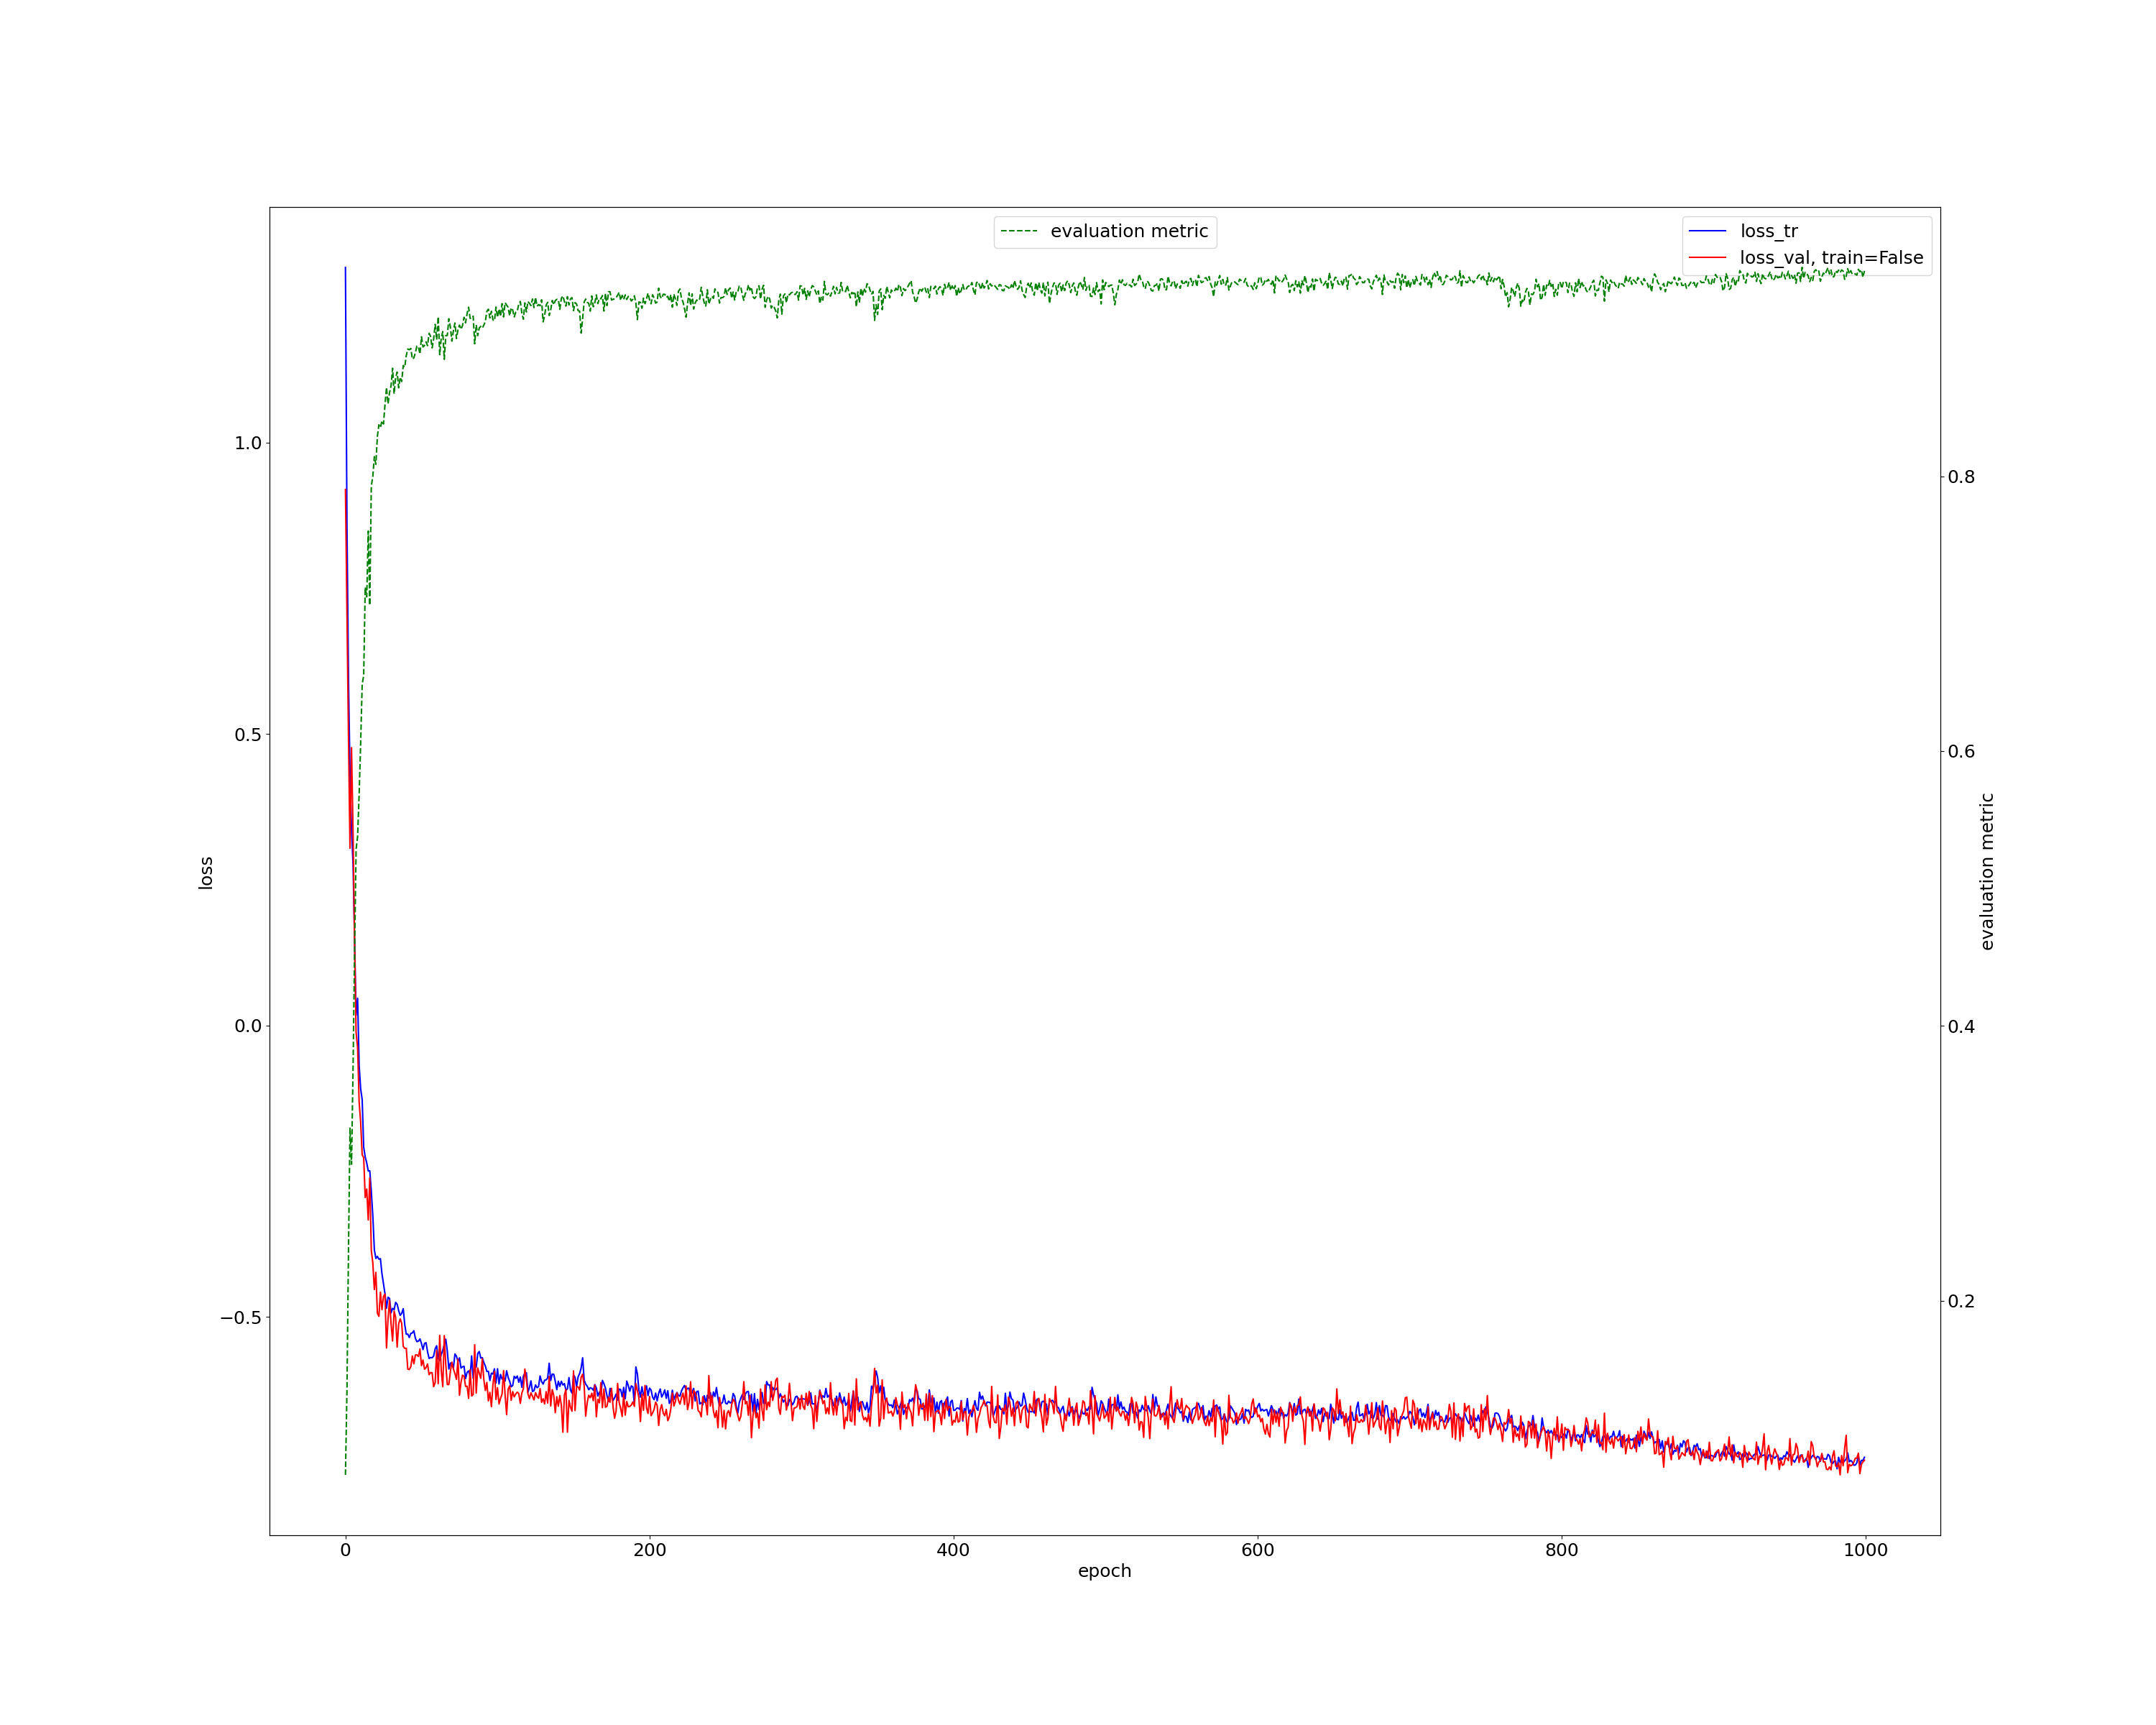 evaluation metric
loss_tr
loss_val, train=False
1.0
0.5
0.0
−0.5
loss
0.8
0.6
0.4
0.2
evaluation metric
0
200
400
600
800
1000
epoch